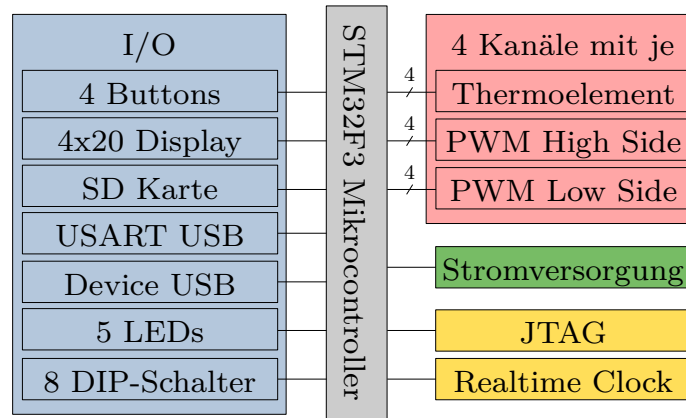 I/O
4 Buttons
4x20 Display
SD Karte
USART USB
Device USB
5 LEDs
8 DIP-Schalter
STM32F3 Mikrocontroller
4 Kanäle mit je
4
Thermoelement
4
PWM High Side
4
PWM Low Side
Stromversorgung
JTAG
Realtime Clock